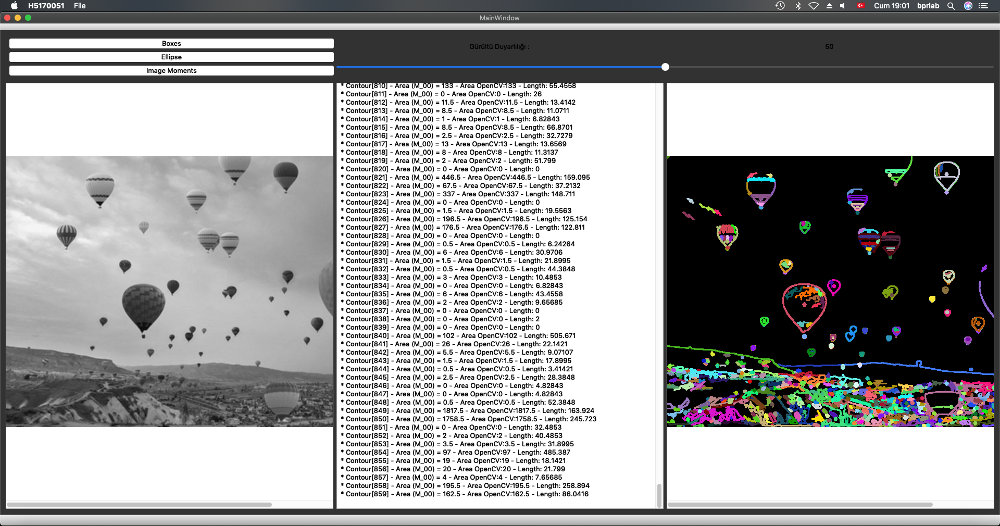 H5170051 File Cum 19:01 bprlab
MainWindow
Boxes
Ellipse
Image Moments
Gürültü Duyarlılığı : 50
* Contour[810] - Area (M_00) = 133 - Area OpenCV:133 - Length: 55.4558
* Contour[811] - Area (M_00) = 0 - Area OpenCV:0 - Length: 26
* Contour[812] - Area (M_00) = 11.5 - Area OpenCV:11.5 - Length: 13.4142
* Contour[813] - Area (M_00) = 8.5 - Area OpenCV:8.5 - Length: 11.0711
* Contour[814] - Area (M_00) = 1 - Area OpenCV:1 - Length: 6.82843
* Contour[815] - Area (M_00) = 8.5 - Area OpenCV:8.5 - Length: 66.8701
* Contour[816] - Area (M_00) = 2.5 - Area OpenCV:2.5 - Length: 32.7279
* Contour[817] - Area (M_00) = 13 - Area OpenCV:13 - Length: 13.6569
* Contour[818] - Area (M_00) = 8 - Area OpenCV:8 - Length: 11.3137
* Contour[819] - Area (M_00) = 2 - Area OpenCV:2 - Length: 51.799
* Contour[820] - Area (M_00) = 0 - Area OpenCV:0 - Length: 0
* Contour[821] - Area (M_00) = 446.5 - Area OpenCV:446.5 - Length: 159.095
* Contour[822] - Area (M_00) = 67.5 - Area OpenCV:67.5 - Length: 37.2132
* Contour[823] - Area (M_00) = 337 - Area OpenCV:337 - Length: 148.711
* Contour[824] - Area (M_00) = 0 - Area OpenCV:0 - Length: 0
* Contour[825] - Area (M_00) = 1.5 - Area OpenCV:1.5 - Length: 19.5563
* Contour[826] - Area (M_00) = 196.5 - Area OpenCV:196.5 - Length: 125.154
* Contour[827] - Area (M_00) = 176.5 - Area OpenCV:176.5 - Length: 122.811
* Contour[828] - Area (M_00) = 0 - Area OpenCV:0 - Length: 0
* Contour[829] - Area (M_00) = 0.5 - Area OpenCV:0.5 - Length: 6.24264
* Contour[830] - Area (M_00) = 6 - Area OpenCV:6 - Length: 30.9706
* Contour[831] - Area (M_00) = 1.5 - Area OpenCV:1.5 - Length: 21.8995
* Contour[832] - Area (M_00) = 0.5 - Area OpenCV:0.5 - Length: 44.3848
* Contour[833] - Area (M_00) = 3 - Area OpenCV:3 - Length: 10.4853
* Contour[834] - Area (M_00) = 0 - Area OpenCV:0 - Length: 6.82843
* Contour[835] - Area (M_00) = 6 - Area OpenCV:6 - Length: 43.4558
* Contour[836] - Area (M_00) = 2 - Area OpenCV:2 - Length: 9.65685
* Contour[837] - Area (M_00) = 0 - Area OpenCV:0 - Length: 0
* Contour[838] - Area (M_00) = 0 - Area OpenCV:0 - Length: 2
* Contour[839] - Area (M_00) = 0 - Area OpenCV:0 - Length: 0
* Contour[840] - Area (M_00) = 102 - Area OpenCV:102 - Length: 505.671
* Contour[841] - Area (M_00) = 26 - Area OpenCV:26 - Length: 22.1421
* Contour[842] - Area (M_00) = 5.5 - Area OpenCV:5.5 - Length: 9.07107
* Contour[843] - Area (M_00) = 1.5 - Area OpenCV:1.5 - Length: 17.8995
* Contour[844] - Area (M_00) = 0.5 - Area OpenCV:0.5 - Length: 3.41421
* Contour[845] - Area (M_00) = 2.5 - Area OpenCV:2.5 - Length: 28.3848
* Contour[846] - Area (M_00) = 0 - Area OpenCV:0 - Length: 4.82843
* Contour[847] - Area (M_00) = 0 - Area OpenCV:0 - Length: 4.82843
* Contour[848] - Area (M_00) = 0.5 - Area OpenCV:0.5 - Length: 52.3848
* Contour[849] - Area (M_00) = 1817.5 - Area OpenCV:1817.5 - Length: 163.924
* Contour[850] - Area (M_00) = 1758.5 - Area OpenCV:1758.5 - Length: 245.723
* Contour[851] - Area (M_00) = 0 - Area OpenCV:0 - Length: 32.4853
* Contour[852] - Area (M_00) = 2 - Area OpenCV:2 - Length: 40.4853
* Contour[853] - Area (M_00) = 3.5 - Area OpenCV:3.5 - Length: 31.8995
* Contour[854] - Area (M_00) = 97 - Area OpenCV:97 - Length: 485.387
* Contour[855] - Area (M_00) = 19 - Area OpenCV:19 - Length: 18.1421
* Contour[856] - Area (M_00) = 20 - Area OpenCV:20 - Length: 21.799
* Contour[857] - Area (M_00) = 4 - Area OpenCV:4 - Length: 7.65685
* Contour[858] - Area (M_00) = 195.5 - Area OpenCV:195.5 - Length: 258.894
* Contour[859] - Area (M_00) = 162.5 - Area OpenCV:162.5 - Length: 86.0416